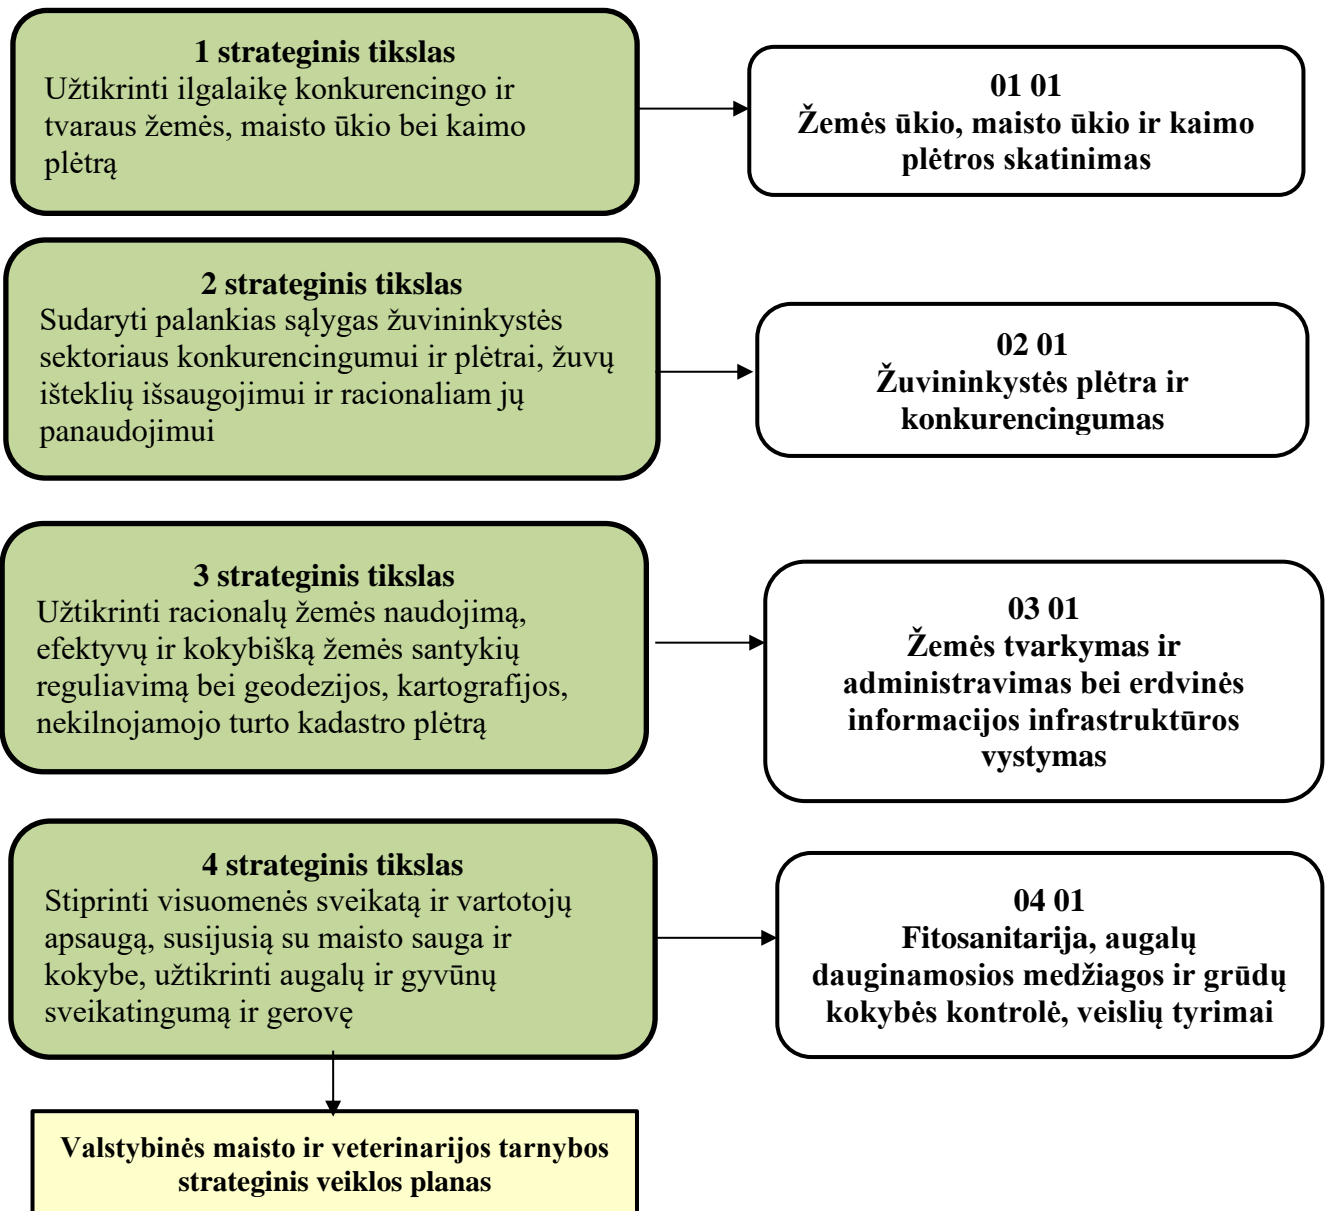 1 strateginis tikslas
Užtikrinti ilgalaikę konkurencingo ir
tvaraus žemės, maisto ūkio bei kaimo
plėtrą
01 01
Žemės ūkio, maisto ūkio ir kaimo
plėtros skatinimas
2 strateginis tikslas
Sudaryti palankias sąlygas žuvininkystės
sektoriaus konkurencingumui ir plėtrai, žuvų
išteklių išsaugojimui ir racionaliam jų
panaudojimui
02 01
Žuvininkystės plėtra ir
konkurencingumas
3 strateginis tikslas
Užtikrinti racionalų žemės naudojimą,
efektyvų ir kokybišką žemės santykių
reguliavimą bei geodezijos, kartografijos,
nekilnojamojo turto kadastro plėtrą
03 01
Žemės tvarkymas ir
administravimas bei erdvinės
informacijos infrastruktūros
vystymas
4 strateginis tikslas
Stiprinti visuomenės sveikatą ir vartotojų
apsaugą, susijusią su maisto sauga ir
kokybe, užtikrinti augalų ir gyvūnų
sveikatingumą ir gerovę
04 01
Fitosanitarija, augalų
dauginamosios medžiagos ir grūdų
kokybės kontrolė, veislių tyrimai
Valstybinės maisto ir veterinarijos tarnybos
strateginis veiklos planas